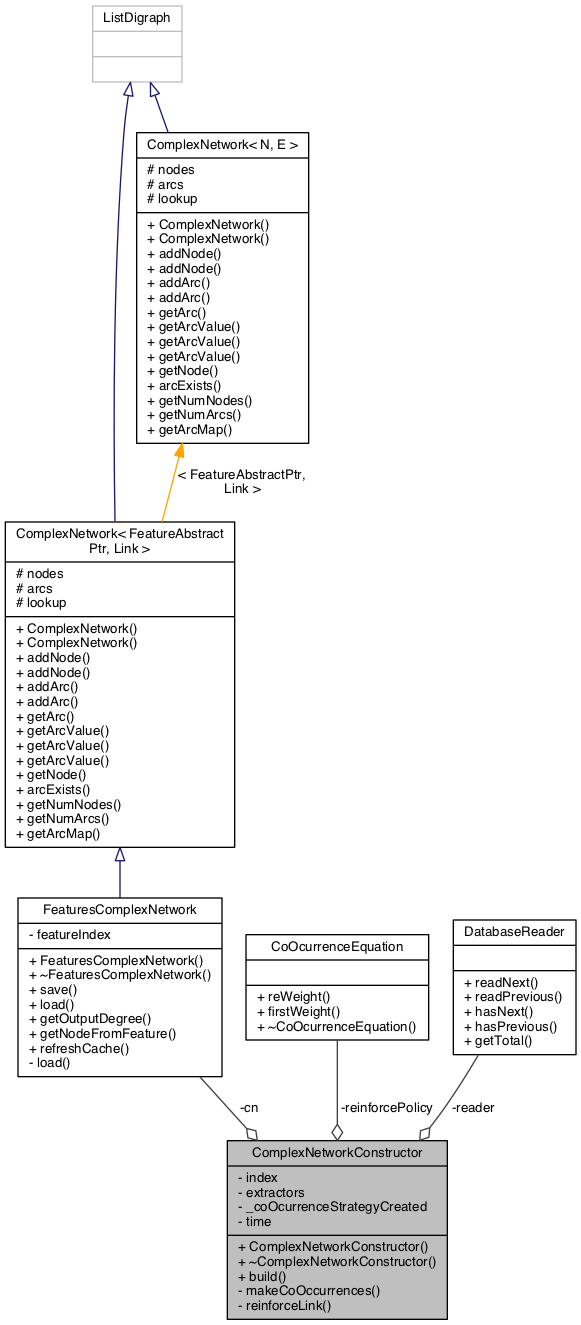 ListDigraph
ComplexNetwork< N, E >
# nodes
# arcs
# lookup
+ ComplexNetwork()
+ ComplexNetwork()
+ addNode()
+ addNode()
+ addArc()
+ addArc()
+ getArc()
+ getArcValue()
+ getArcValue()
+ getArcValue()
+ getNode()
+ arcExists()
+ getNumNodes()
+ getNumArcs()
+ getArcMap()
< FeatureAbstractPtr,
Link >
ComplexNetwork< FeatureAbstract
Ptr, Link >
# nodes
# arcs
# lookup
+ ComplexNetwork()
+ ComplexNetwork()
+ addNode()
+ addNode()
+ addArc()
+ addArc()
+ getArc()
+ getArcValue()
+ getArcValue()
+ getArcValue()
+ getNode()
+ arcExists()
+ getNumNodes()
+ getNumArcs()
+ getArcMap()
FeaturesComplexNetwork
- featureIndex
+ FeaturesComplexNetwork()
+ ~FeaturesComplexNetwork()
+ save()
+ load()
+ getOutputDegree()
+ getNodeFromFeature()
+ refreshCache()
- load()
CoOcurrenceEquation
+ reWeight()
+ firstWeight()
+ ~CoOcurrenceEquation()
DatabaseReader
+ readNext()
+ readPrevious()
+ hasNext()
+ hasPrevious()
+ getTotal()
-cn
-reinforcePolicy
-reader
ComplexNetworkConstructor
- index
- extractors
- _coOcurrenceStrategyCreated
- time
+ ComplexNetworkConstructor()
+ ~ComplexNetworkConstructor()
+ build()
- makeCoOccurrences()
- reinforceLink()